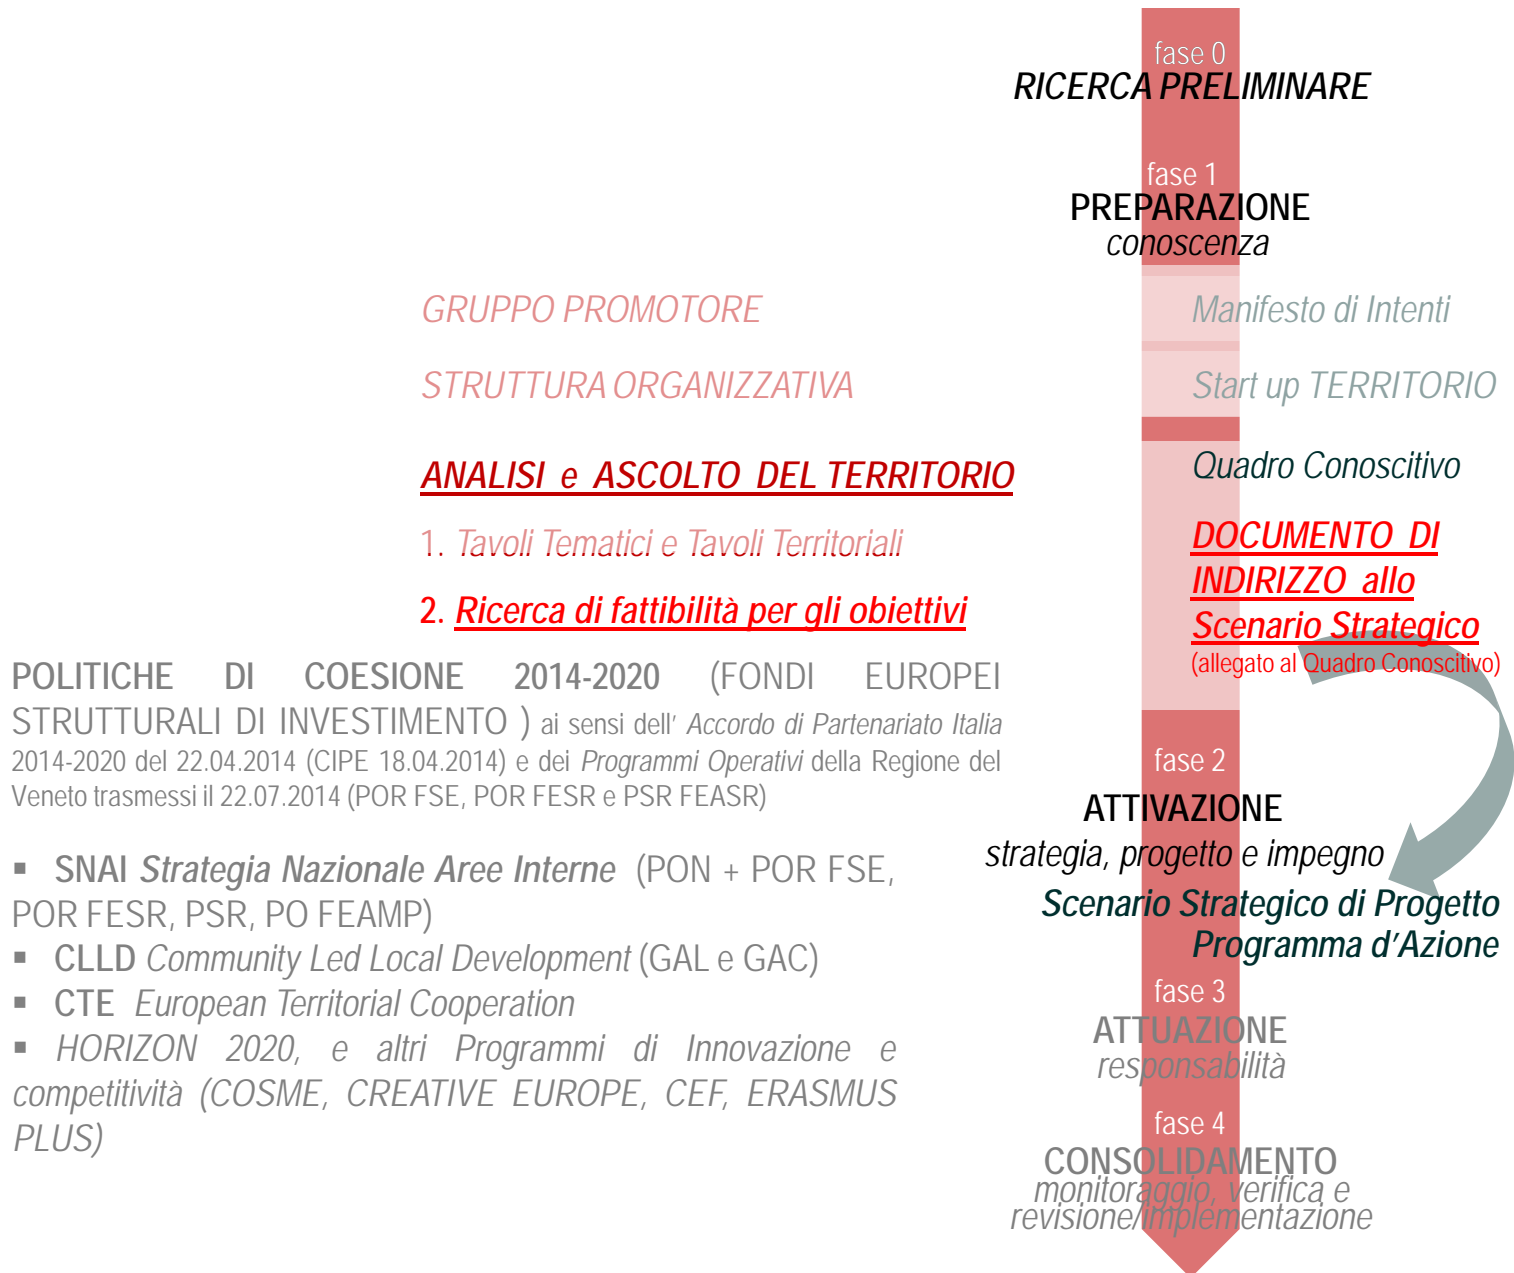 fase 0
RICERCA PRELIMINARE
fase 1
PREPARAZIONE
conoscenza
GRUPPO PROMOTORE
Manifesto di Intenti
STRUTTURA ORGANIZZATIVA
Start up TERRITORIO
ANALISI e ASCOLTO DEL TERRITORIO
Quadro Conoscitivo
1. Tavoli Tematici e Tavoli Territoriali
2. Ricerca di fattibilità per gli obiettivi
DOCUMENTO DI
INDIRIZZO allo
Scenario Strategico
(allegato al Quadro Conoscitivo)
POLITICHE DI COESIONE 2014-2020 (FONDI EUROPEI
STRUTTURALI DI INVESTIMENTO ) ai sensi dell' Accordo di Partenariato Italia
2014-2020 del 22.04.2014 (CIPE 18.04.2014) e dei Programmi Operativi della Regione del
Veneto trasmessi il 22.07.2014 (POR FSE, POR FESR e PSR FEASR)
▪ SNAI Strategia Nazionale Aree Interne (PON + POR FSE,
POR FESR, PSR, PO FEAMP)
▪ CLLD Community Led Local Development (GAL e GAC)
▪ CTE European Territorial Cooperation
▪ HORIZON 2020, e altri Programmi di Innovazione e
competitività (COSME, CREATIVE EUROPE, CEF, ERASMUS
PLUS)
fase 2
ATTIVAZIONE
strategia, progetto e impegno
Scenario Strategico di Progetto
Programma d'Azione
fase 3
ATTUAZIONE
responsabilità
fase 4
CONSOLIDAMENTO
monitoraggio, verifica e
revisione/implementazione